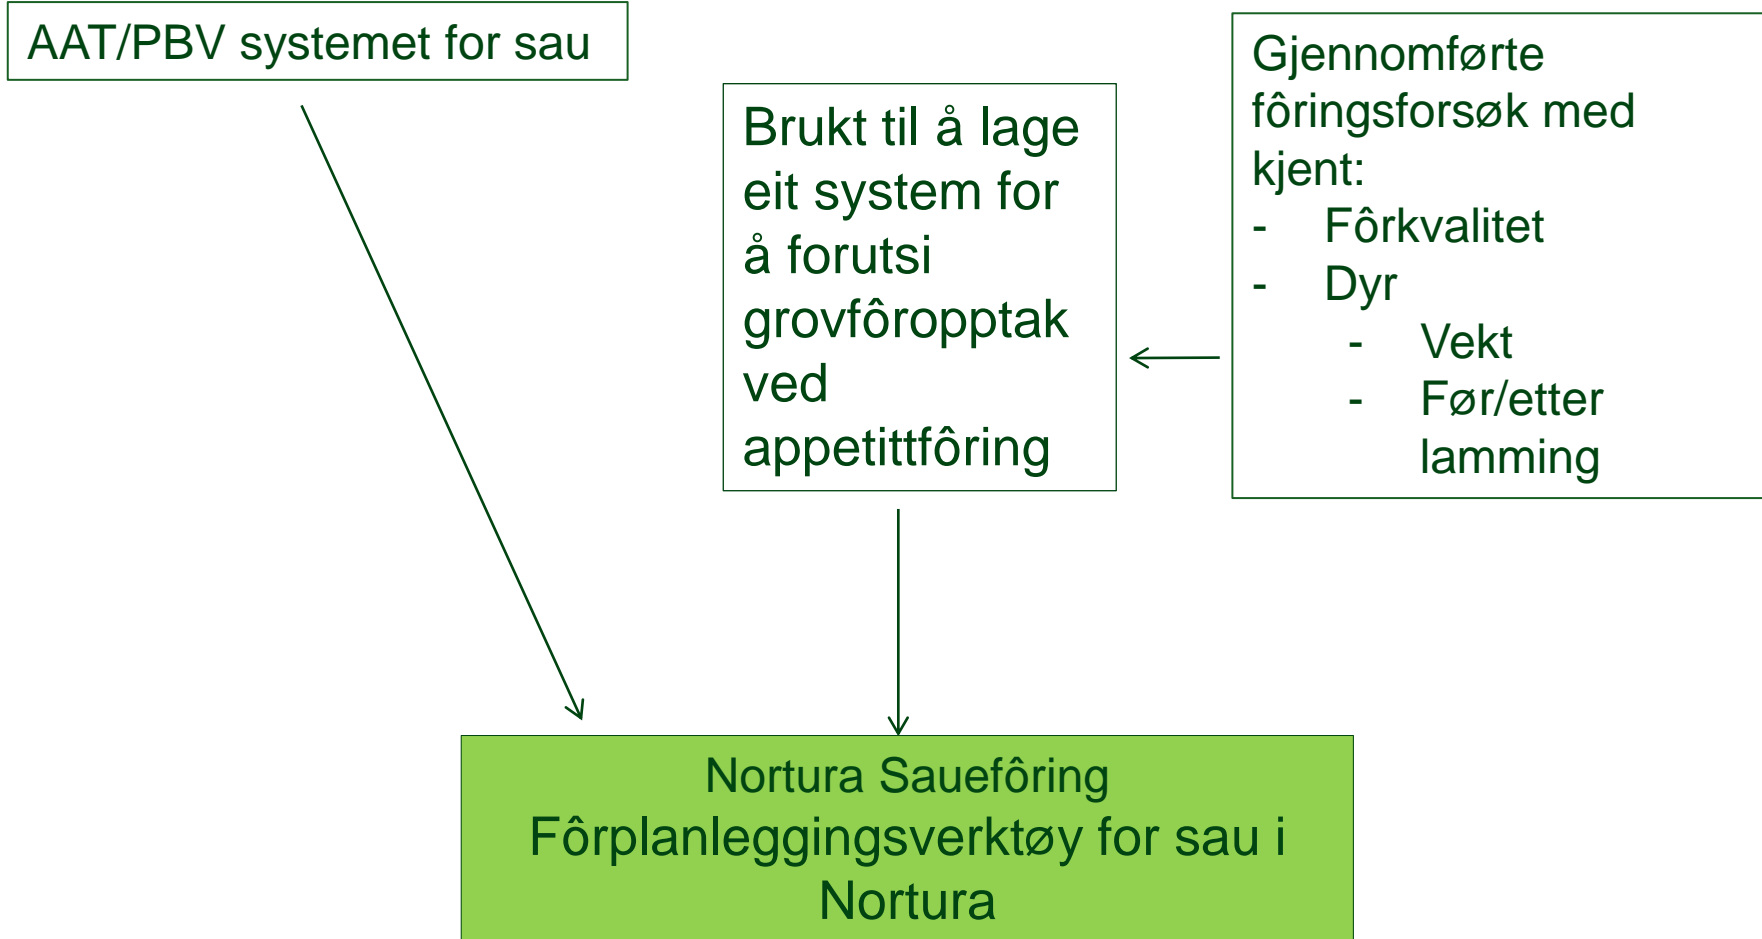 AAT/PBV systemet for sau
Brukt til å lage
eit system for
å forutsi
grovfôropptak
ved
appetittfôring
Gjennomførte
fôringsforsøk med
kjent:
- Fôrkvalitet
- Dyr
- Vekt
- Før/etter
lamming
Nortura Sauefôring
Fôrplanleggingsverktøy for sau i
Nortura